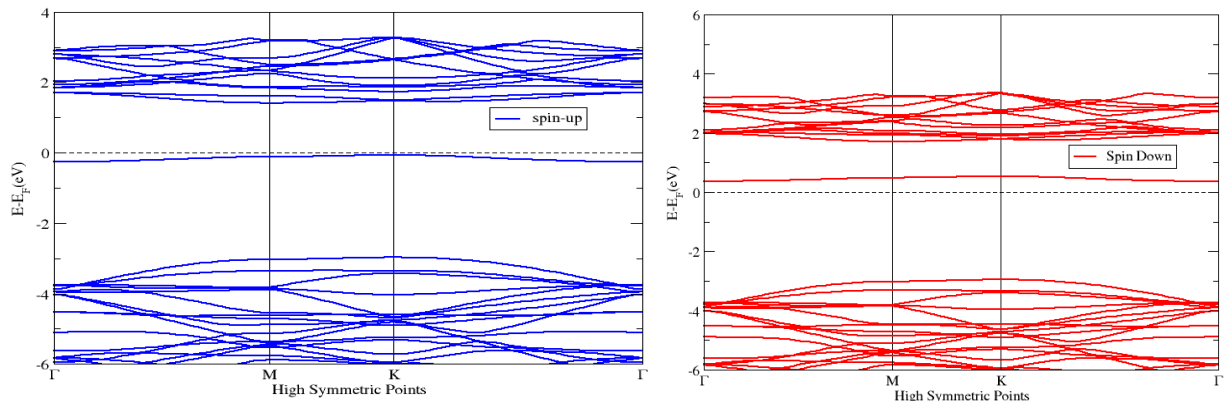 4
2
0
-2
-4
-6
E-E_F(eV)
spin-up
Γ M K Γ
High Symmetric Points
6
4
2
0
-2
-4
-6
E-E_F(eV)
Spin Down
Γ M K Γ
High Symmetric Points